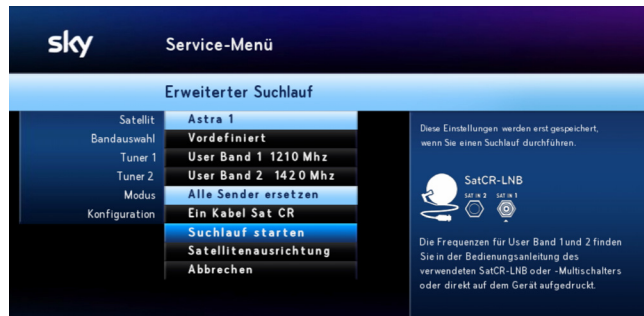 sky Service-Menü
Erweiterter Suchlauf
Satellit Astra 1
Bandauswahl Vordefiniert
Tuner 1 User Band 1 1210 Mhz
Tuner 2 User Band 2 1420 Mhz
Modus Alle Sender ersetzen
Konfiguration Ein Kabel Sat CR
Suchlauf starten
Satellitenausrichtung
Abbrechen
Diese Einstellungen werden erst gespeichert,
wenn Sie einen Suchlauf durchführen.
SatCR-LNB
SAT IN 2 SAT IN 1
Die Frequenzen für User Band 1 und 2 finden
Sie in der Bedienungsanleitung des
verwendeten SatCR-LNB oder -Multischalters
oder direkt auf dem Gerät aufgedruckt.